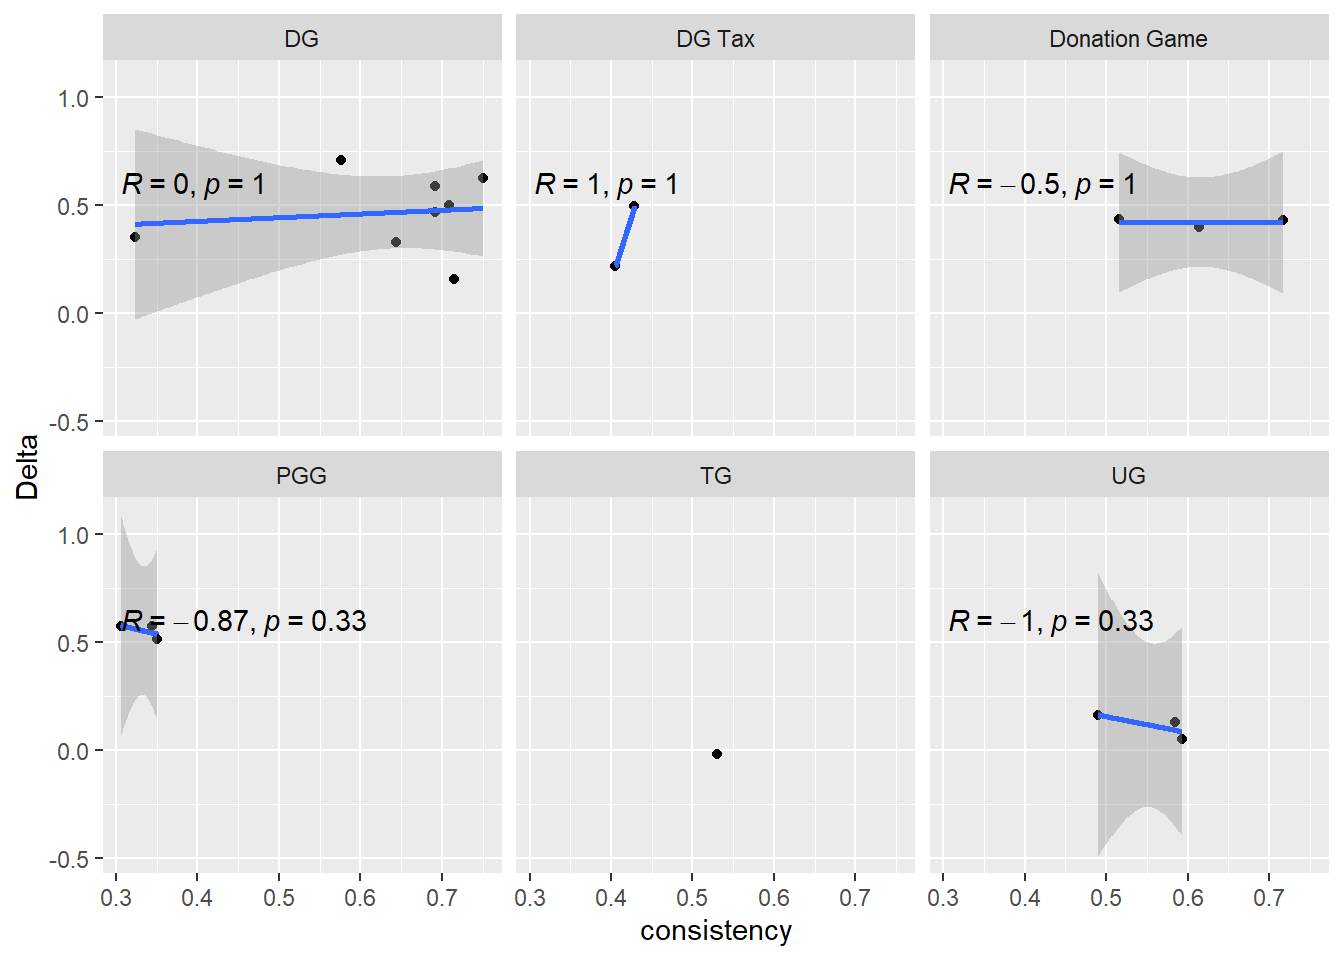 DG
DG Tax
Donation Game
1.0
0.5
0.0
-0.5
R = 0, p = 1
R = 1, p = 1
R = −0.5, p = 1
Delta
PGG
TG
UG
1.0
0.5
0.0
-0.5
R = −0.87, p = 0.33
R = −1, p = 0.33
0.3 0.4 0.5 0.6 0.7
0.3 0.4 0.5 0.6 0.7
0.3 0.4 0.5 0.6 0.7
consistency